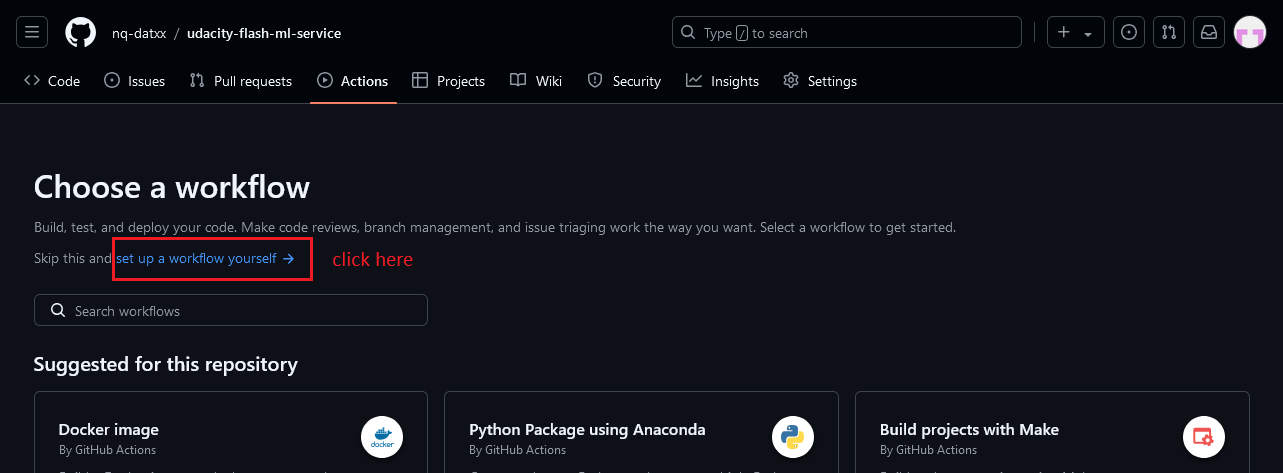 nq-datxx / udacity-flash-ml-service Type / to search
Code Issues Pull requests Actions Projects Wiki Security Insights Settings
Choose a workflow
Build, test, and deploy your code. Make code reviews, branch management, and issue triaging work the way you want. Select a workflow to get started.
Skip this and set up a workflow yourself → click here
Search workflows
Suggested for this repository
Docker image
By GitHub Actions
docker
Python Package using Anaconda
By GitHub Actions
Build projects with Make
By GitHub Actions